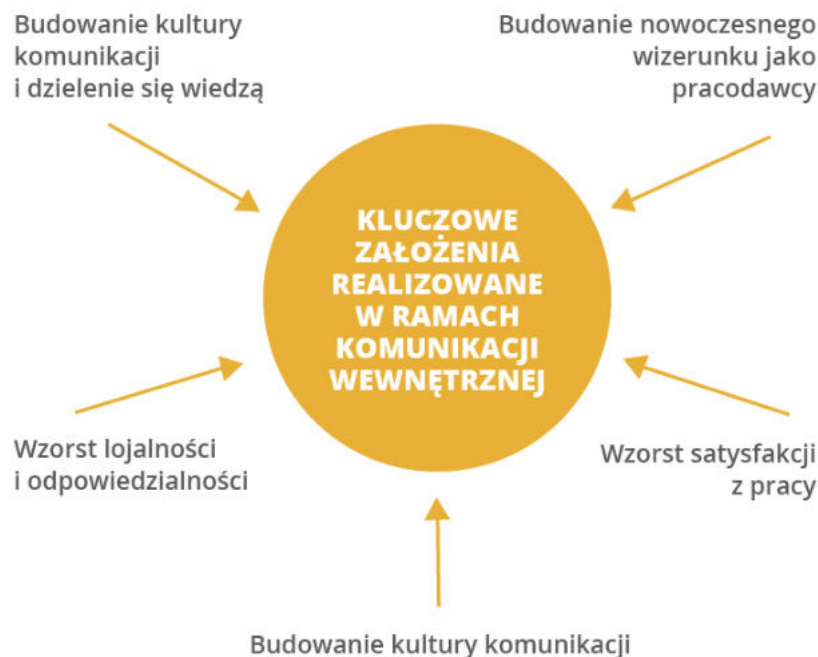 Budowanie kultury
komunikacji
i dzielenie się wiedzą
Budowanie nowoczesnego
wizerunku jako
pracodawcy
KLUCZOWE
ZAŁOŻENIA
REALIZOWANE
W RAMACH
KOMUNIKACJI
WEWNĘTRZNEJ
Wzorst lojalności
i odpowiedzialności
Wzorst satysfakcji
z pracy
Budowanie kultury komunikacji